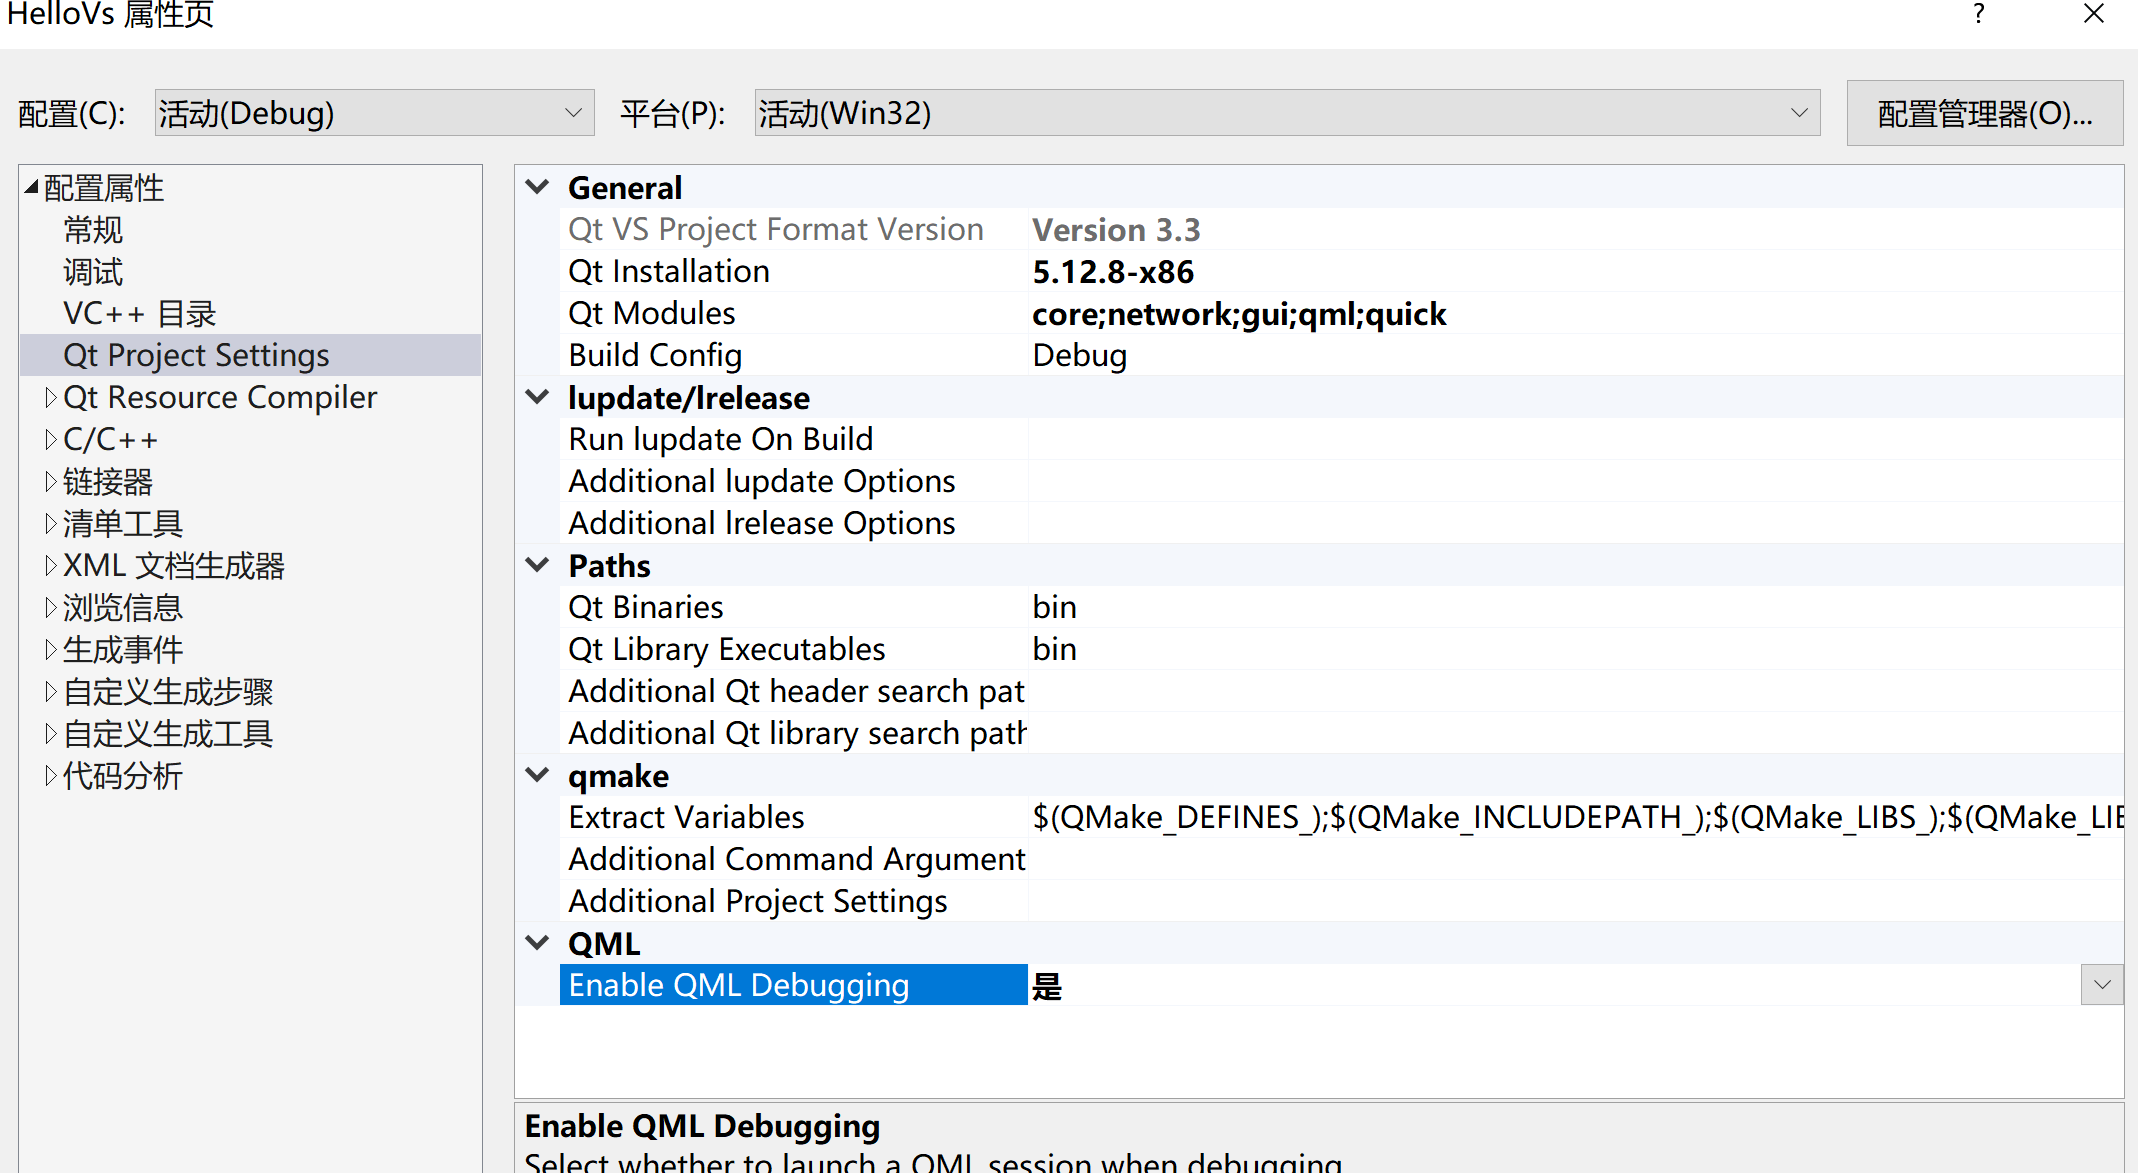 HelloVs 属性页
?
配置(C):
活动(Debug)
平台(P):
活动(Win32)
配置管理器(O)...
配置属性
常规
调试
VC++ 目录
Qt Project Settings
Qt Resource Compiler
C/C++
链接器
清单工具
XML 文档生成器
浏览信息
生成事件
自定义生成步骤
自定义生成工具
代码分析
General
Qt VS Project Format Version Version 3.3
Qt Installation 5.12.8-x86
Qt Modules core;network;gui;qml;quick
Build Config Debug
lupdate/lrelease
Run lupdate On Build
Additional lupdate Options
Additional lrelease Options
Paths
Qt Binaries bin
Qt Library Executables bin
Additional Qt header search pat
Additional Qt library search path
qmake
Extract Variables $(QMake_DEFINES_);$(QMake_INCLUDEPATH_);$(QMake_LIBS_);$(QMake_LIB
Additional Command Argument
Additional Project Settings
QML
Enable QML Debugging 是
Enable QML Debugging
Select whether to launch a QML session when debugging